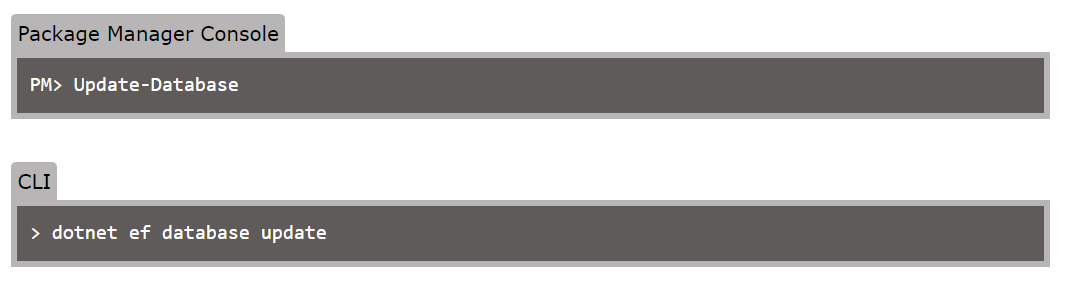 Package Manager Console
PM> Update-Database
CLI
> dotnet ef database update